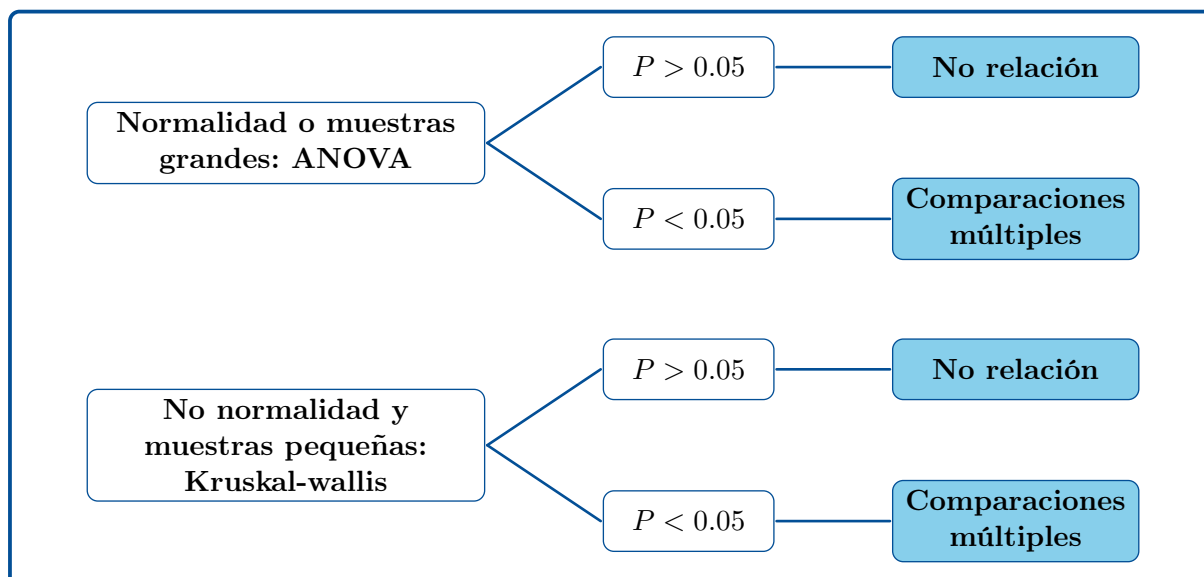 Normalidad o muestras
grandes: ANOVA
P > 0.05
No relación
P < 0.05
Comparaciones
múltiples
No normalidad y
muestras pequeñas:
Kruskal-wallis
P > 0.05
No relación
P < 0.05
Comparaciones
múltiples